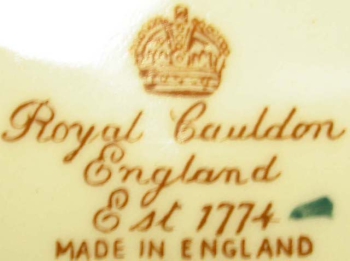 Royal Cauldon
England
Est 1774
MADE IN ENGLAND